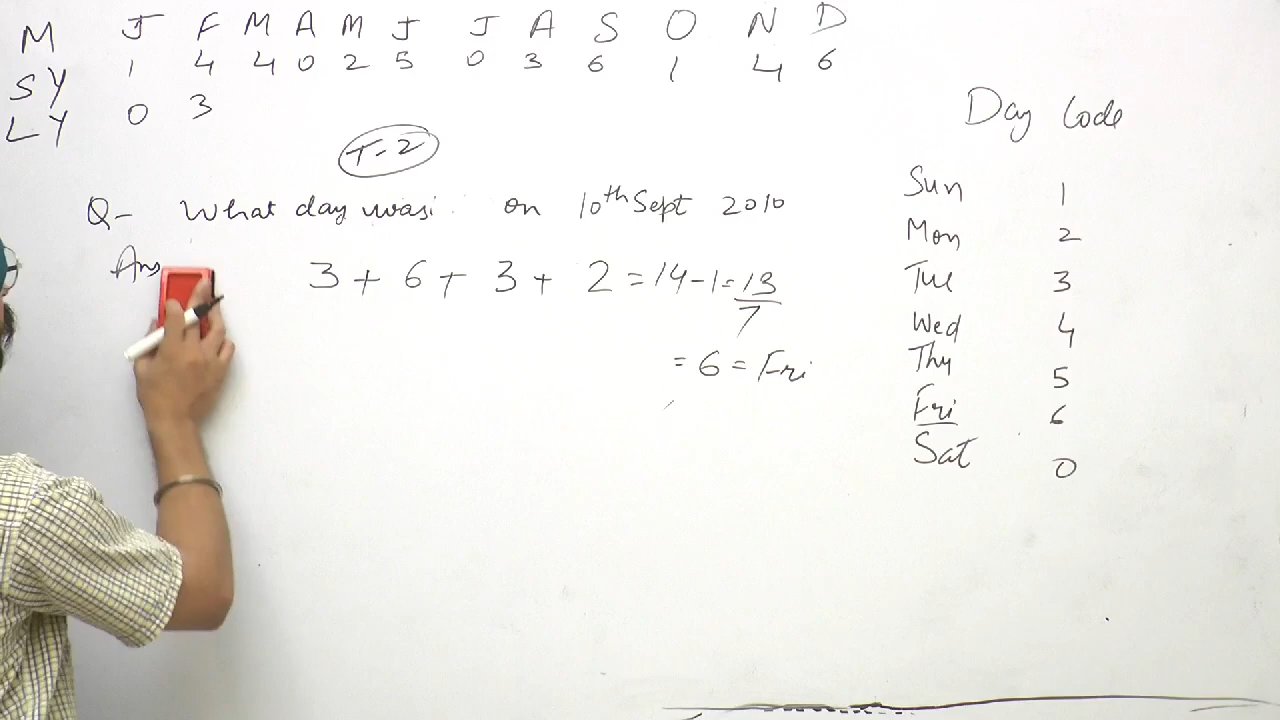 M J F M A M J J A S O N D
SY 1 4 4 0 2 5 0 3 6 1 4 6
LY 0 3
T-2
Q- What day was on 10th Sept 2010
Ans 3 + 6 + 3 + 2 = 14 - 1 = 13/7
= 6 = Fri
Day Code
Sun 1
Mon 2
Tue 3
Wed 4
Thu 5
Fri 6
Sat 0